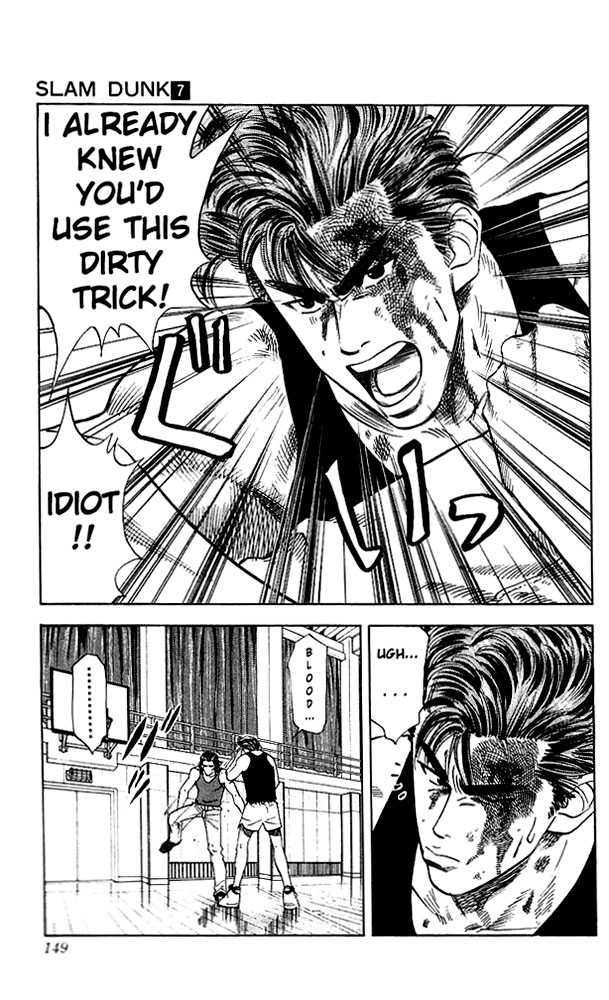 SLAM DUNK 7
I ALREADY
KNEW
YOU'D
USE THIS
DIRTY
TRICK!
IDIOT
!!
UGH...
...
BLOOD...
........
149